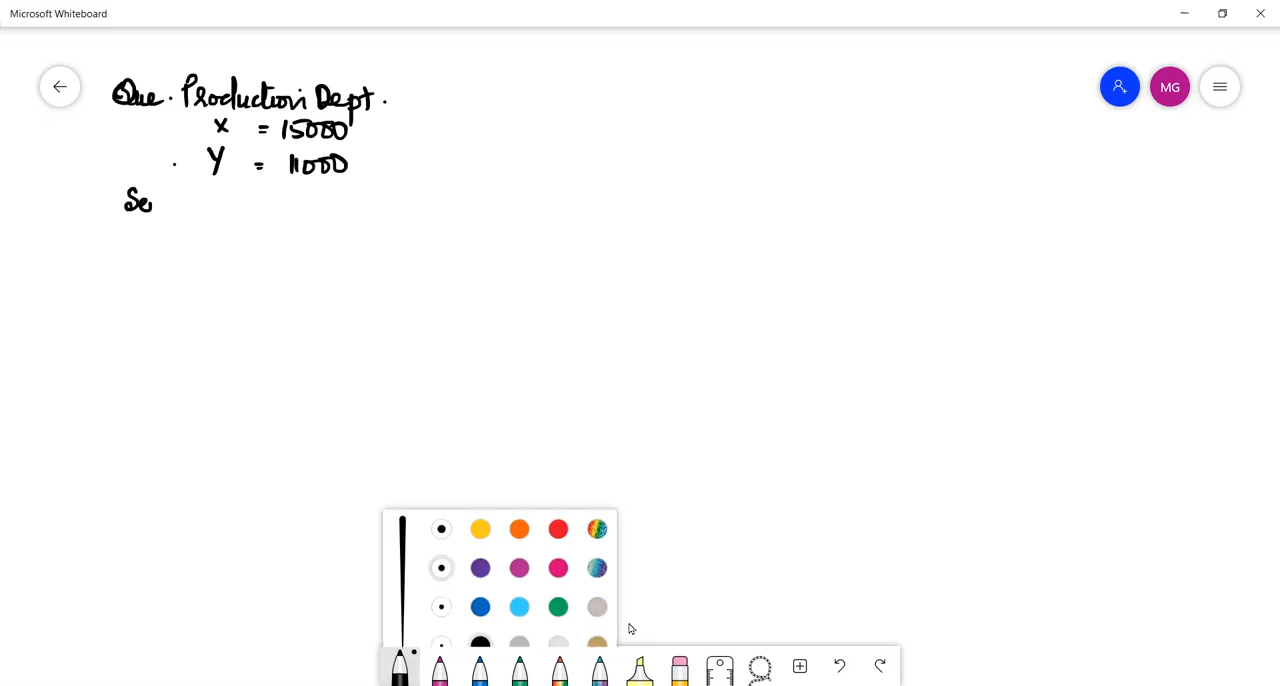 Microsoft Whiteboard
MG
Que. Production Dept.
X = 15000
Y = 11000
Se